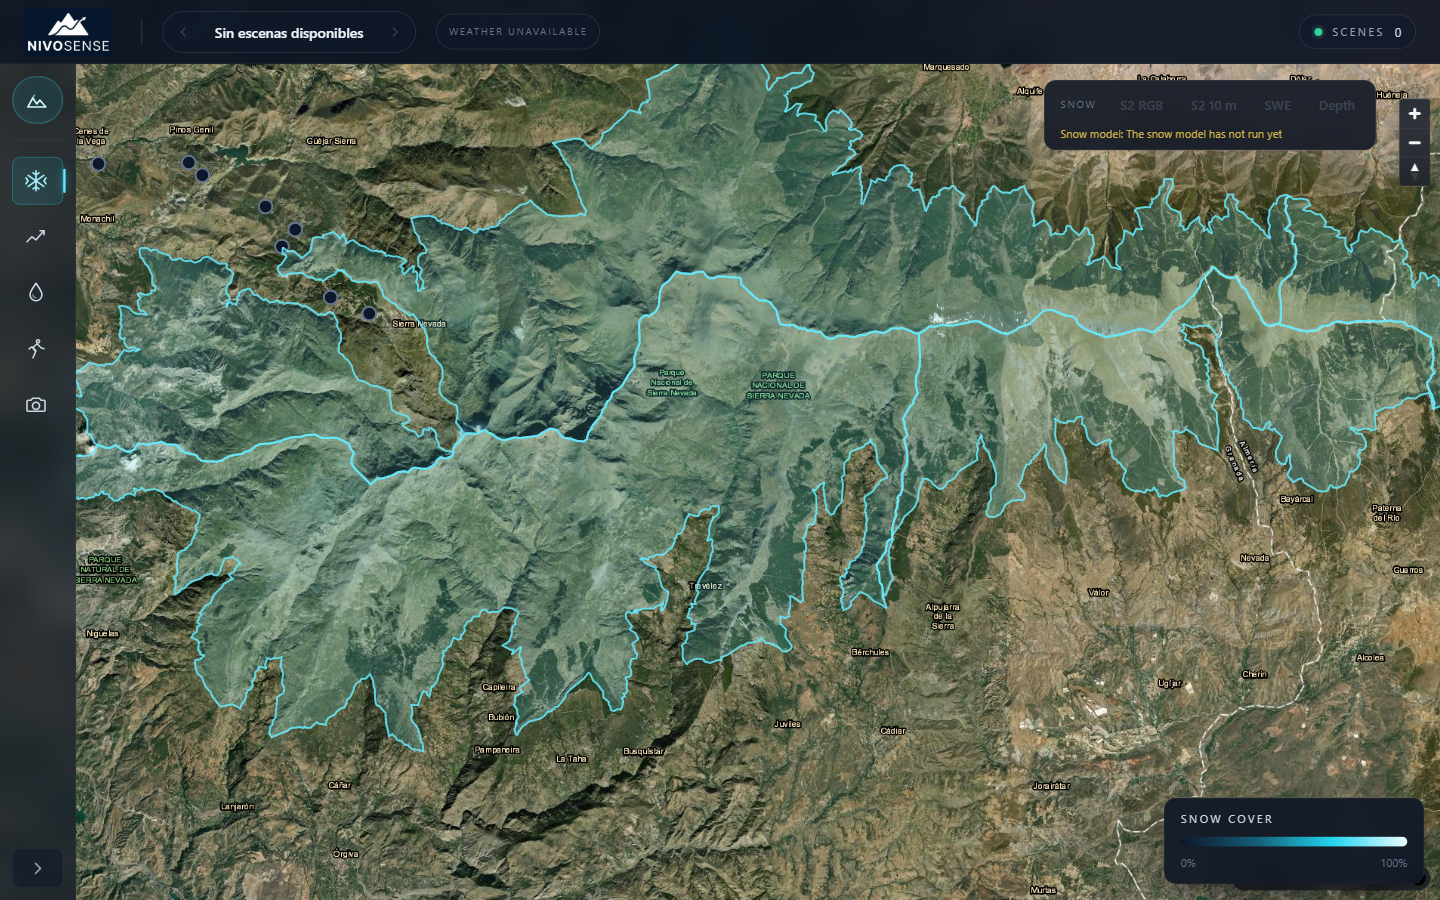 NIVOSENSE
Sin escenas disponibles
WEATHER UNAVAILABLE
SCENES 0
Marquesado
La Calahorra
Dólar
Alquife
Huéneja
SNOW S2 RGB S2 10 m SWE Depth
Snow model: The snow model has not run yet
Cenes de
la Vega
Pinos Genil
Güéjar Sierra
Monachil
Sierra Nevada
Parque
Nacional de
Sierra Nevada
PARQUE
NACIONAL DE
SIERRA NEVADA
Almería
Granada
Bayárcal
Paterna
del Río
PARQUE
NATURAL DE
SIERRA NEVADA
Nevada
Guarros
Trevélez
Válor
Alpujarra
de la
Sierra
Nigüelas
Bérchules
Alcolea
Cherín
Ugíjar
Capileira
Bubión
Juviles
Cádiar
Pampaneira
La Taha
Busquístar
Cáñar
Jorairátar
Lanjarón
Órgiva
Murtas
SNOW COVER
0% 100%